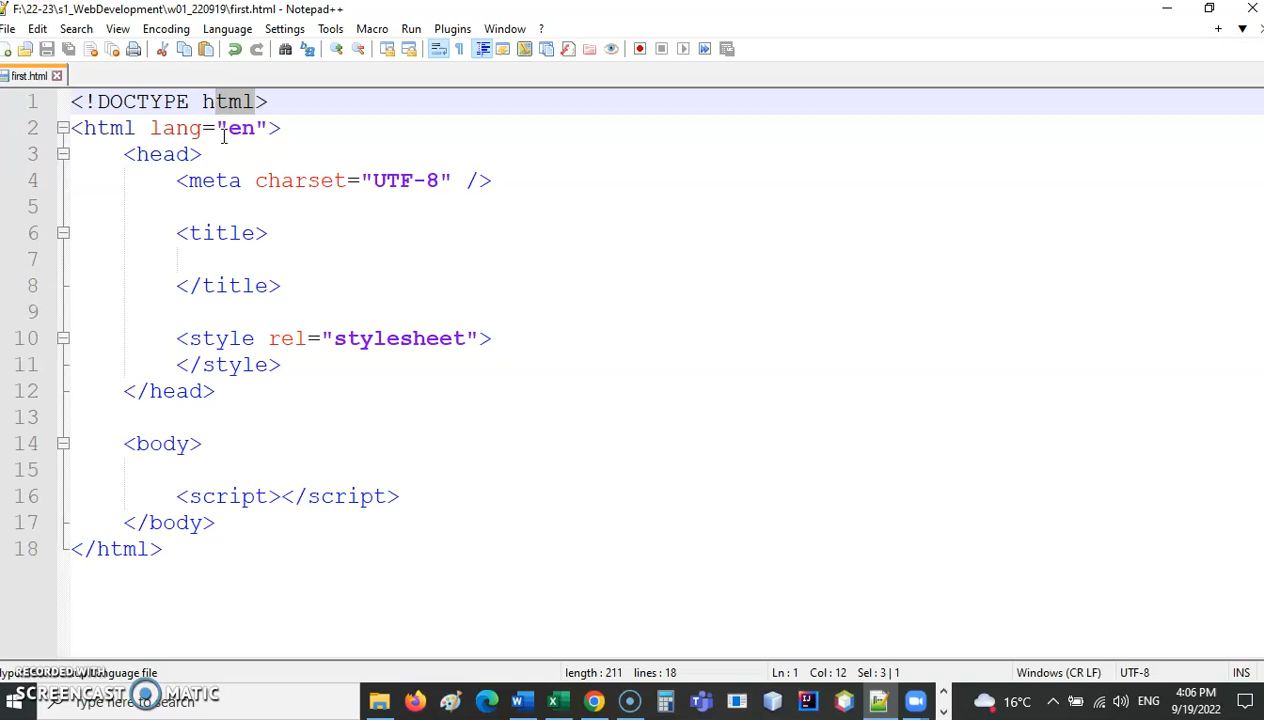 F:\22-23\s1_WebDevelopment\w01_220919\first.html - Notepad++
File Edit Search View Encoding Language Settings Tools Macro Run Plugins Window ?
first.html
1 <!DOCTYPE html>
2 <html lang="en">
3 <head>
4 <meta charset="UTF-8" />
5
6 <title>
7
8 </title>
9
10 <style rel="stylesheet">
11 </style>
12 </head>
13
14 <body>
15
16 <script></script>
17 </body>
18 </html>
length : 211 lines : 18 Ln : 1 Col : 12 Sel : 3 | 1 Windows (CR LF) UTF-8 INS
RECORDED WITH
SCREENCAST MATIC
Type here to search
16°C ENG
4:06 PM
9/19/2022